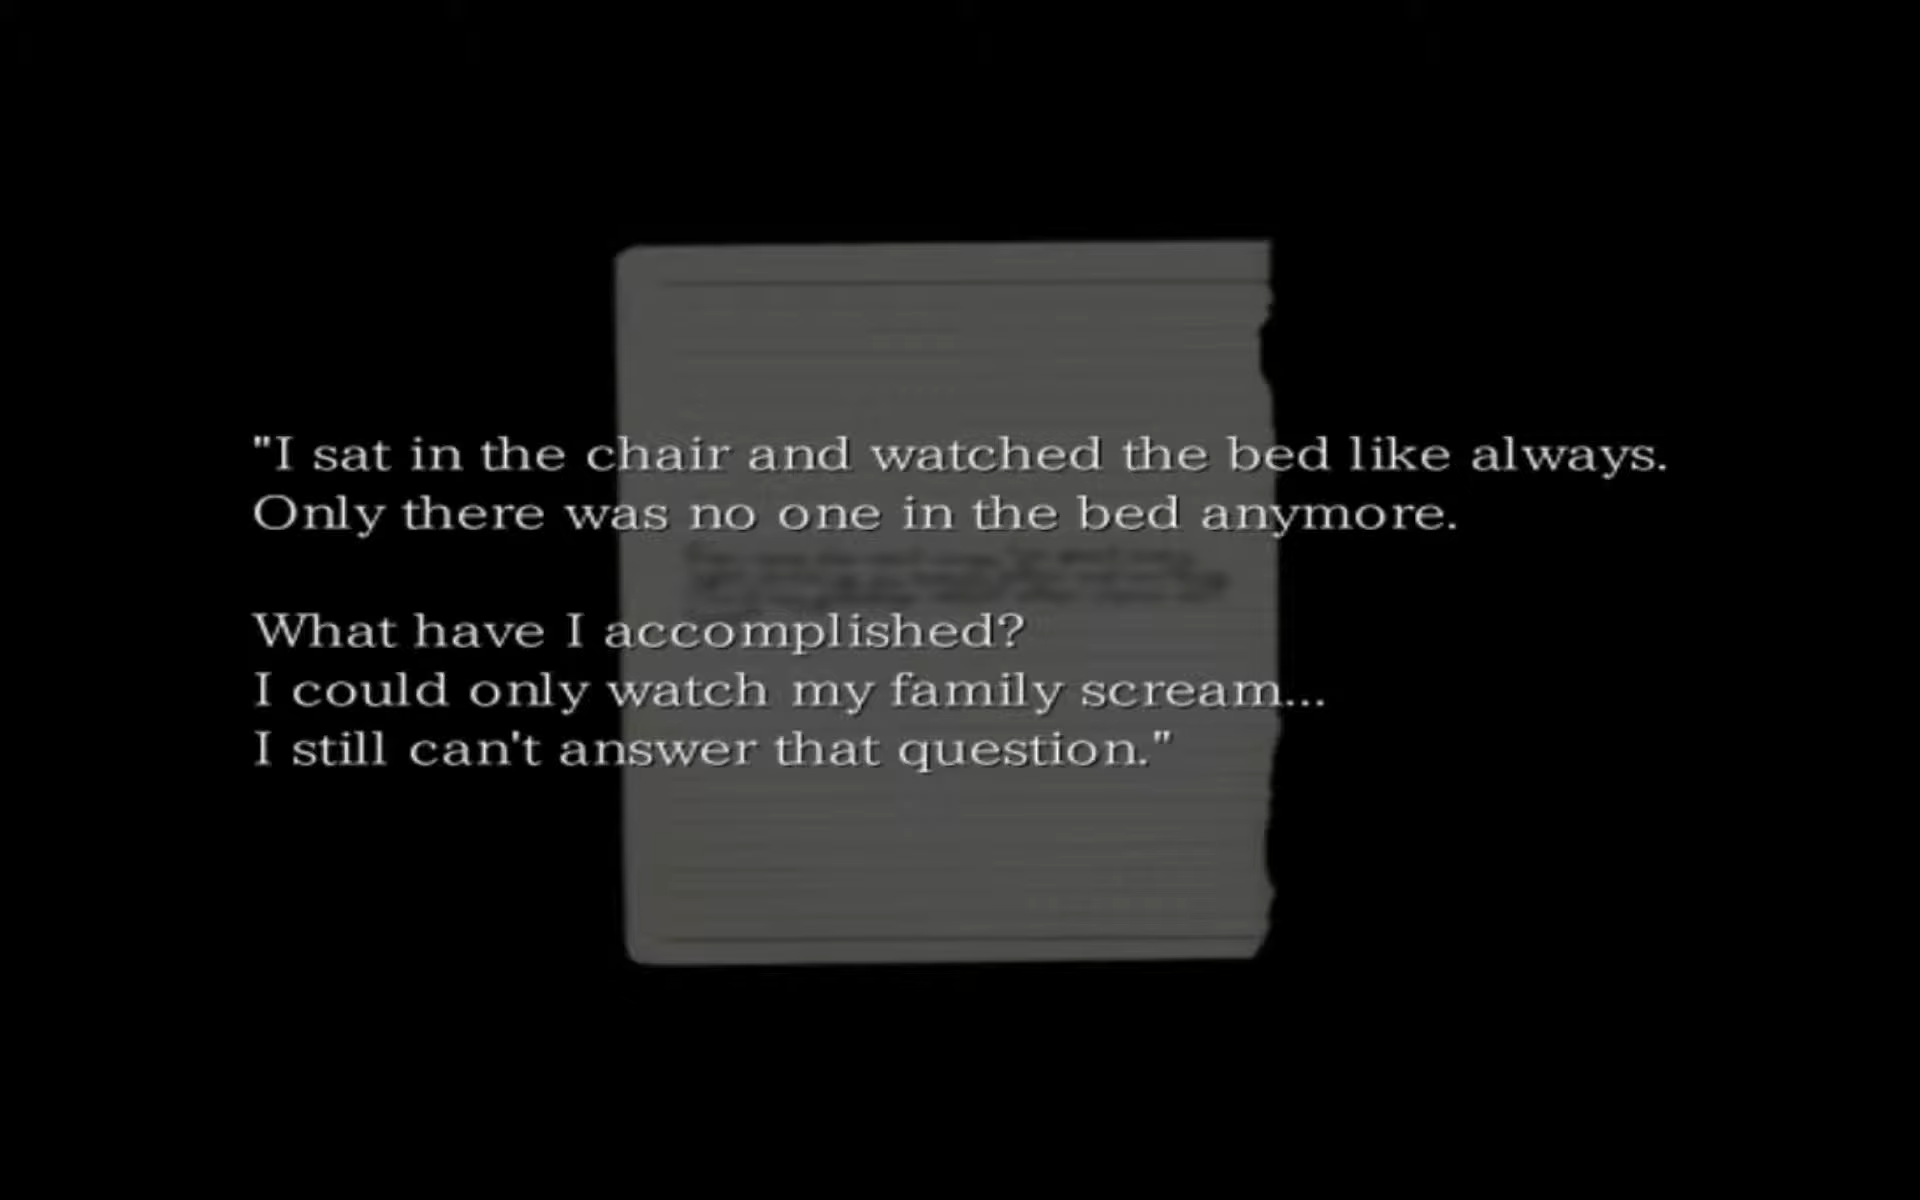 "I sat in the chair and watched the bed like always.
Only there was no one in the bed anymore.
What have I accomplished?
I could only watch my family scream...
I still can't answer that question."